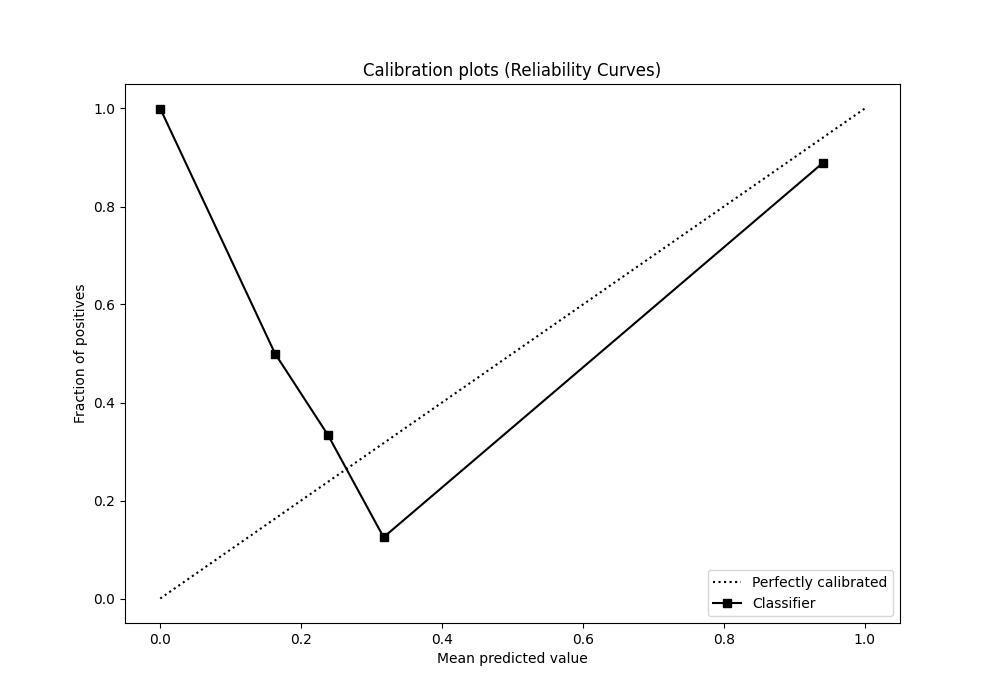 Calibration plots (Reliability Curves)
Fraction of positives
1.0
0.8
0.6
0.4
0.2
0.0
0.0 0.2 0.4 0.6 0.8 1.0
Mean predicted value
Perfectly calibrated
Classifier